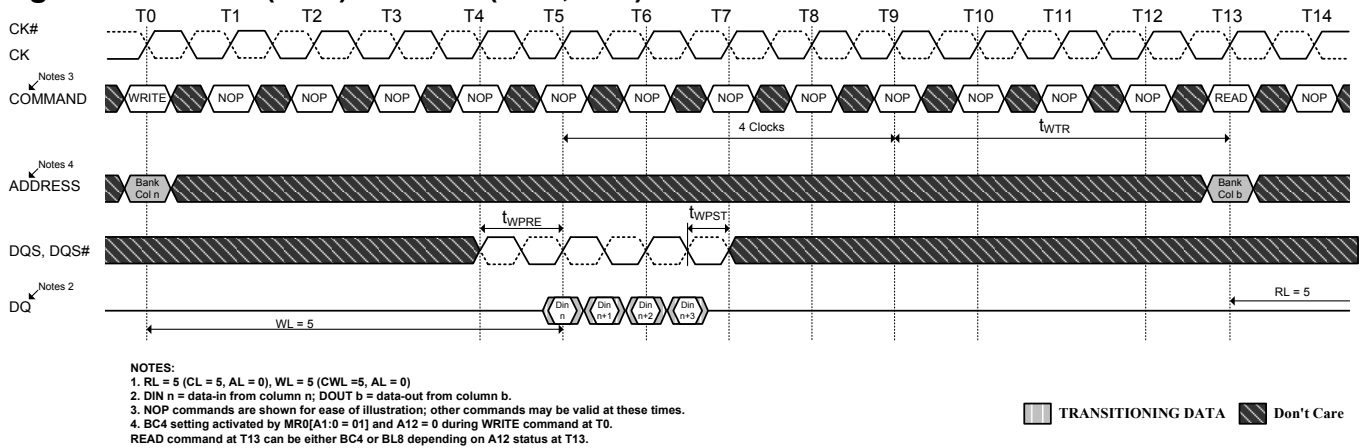 T0 T1 T2 T3 T4 T5 T6 T7 T8 T9 T10 T11 T12 T13 T14
CK#
CK
Notes 3
COMMAND WRITE NOP NOP NOP NOP NOP NOP NOP NOP NOP NOP NOP NOP READ NOP
4 Clocks tWTR
Notes 4
ADDRESS
Bank Bank
Col n Col b
tWPRE tWPST
DQS, DQS#
Notes 2
DQ
Din Din Din Din
n n+1 n+2 n+3
RL = 5
WL = 5
NOTES:
1. RL = 5 (CL = 5, AL = 0), WL = 5 (CWL =5, AL = 0)
2. DIN n = data-in from column n; DOUT b = data-out from column b.
3. NOP commands are shown for ease of illustration; other commands may be valid at these times.
4. BC4 setting activated by MR0[A1:0 = 01] and A12 = 0 during WRITE command at T0.
READ command at T13 can be either BC4 or BL8 depending on A12 status at T13.
TRANSITIONING DATA Don't Care